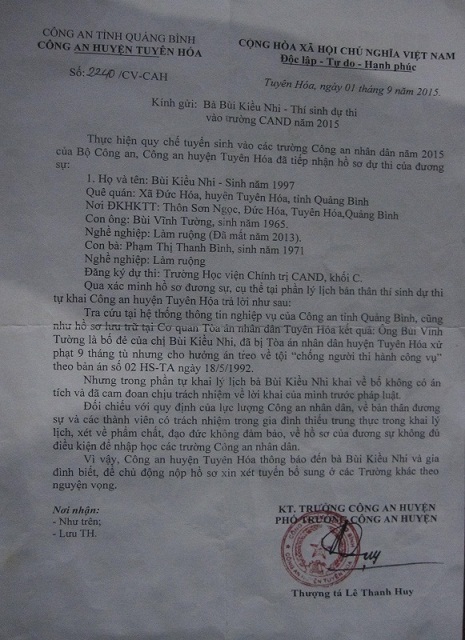 CÔNG AN TỈNH QUẢNG BÌNH
CÔNG AN HUYỆN TUYÊN HÓA
Số: 2240/CV-CAH
CỘNG HÒA XÃ HỘI CHỦ NGHĨA VIỆT NAM
Độc lập - Tự do - Hạnh phúc
Tuyên Hóa, ngày 01 tháng 9 năm 2015.
Kính gửi: Bà Bùi Kiều Nhi - Thí sinh dự thi
vào trường CAND năm 2015
Thực hiện quy chế tuyển sinh vào các trường Công an nhân dân năm 2015
của Bộ Công an, Công an huyện Tuyên Hóa đã tiếp nhận hồ sơ dự thi của đương
sự:
1. Họ và tên: Bùi Kiều Nhi - Sinh năm 1997
Quê quán: Xã Đức Hóa, huyện Tuyên Hóa, tỉnh Quảng Bình
Nơi ĐKHKTT: Thôn Sơn Ngọc, Đức Hóa, Tuyên Hóa,Quảng Bình
Con ông: Bùi Vĩnh Tường, sinh năm 1965.
Nghề nghiệp: Làm ruộng (Đã mất năm 2013).
Con bà: Phạm Thị Thanh Bình, sinh năm 1971
Nghề nghiệp: Làm ruộng
Đăng ký dự thi: Trường Học viện Chính trị CAND, khối C.
Qua xác minh hồ sơ đương sự, cụ thể tại phần lý lịch bản thân thí sinh dự thi
tự khai Công an huyện Tuyên Hóa trả lời như sau:
Tra cứu tại hệ thống thông tin nghiệp vụ của Công an tỉnh Quảng Bình, cũng
như hồ sơ lưu trữ tại Cơ quan Tòa án nhân dân Tuyên Hóa kết quả: Ông Bùi Vĩnh
Tường là bố đẻ của chị Bùi Kiều Nhi, đã bị Tòa án nhân dân huyện Tuyên Hóa xử
phạt 9 tháng tù nhưng cho hưởng án treo về tội “chống người thi hành công vụ”
theo bản án số 02 HS-TA ngày 18/5/1992.
Nhưng trong phần tự khai lý lịch bà Bùi Kiều Nhi khai về bố không có án
tích và đã cam đoan chịu trách nhiệm về lời khai của mình trước pháp luật.
Đối chiếu với quy định của lực lượng Công an nhân dân, về bản thân đương
sự và các thành viên có trách nhiệm trong gia đình thiếu trung thực trong khai lý
lịch, xét về phẩm chất, đạo đức không đảm bảo, về hồ sơ của đương sự không đủ
điều kiện để nhập học các trường Công an nhân dân.
Vì vậy, Công an huyện Tuyên Hóa thông báo đến bà Bùi Kiều Nhi và gia
đình biết, để chủ động nộp hồ sơ xin xét tuyển bổ sung ở các Trường khác theo
nguyện vọng.
Nơi nhận:
- Như trên;
- Lưu TH.
KT. TRƯỞNG CÔNG AN HUYỆN
PHÓ TRƯỞNG CÔNG AN HUYỆN
Thượng tá Lê Thanh Huy